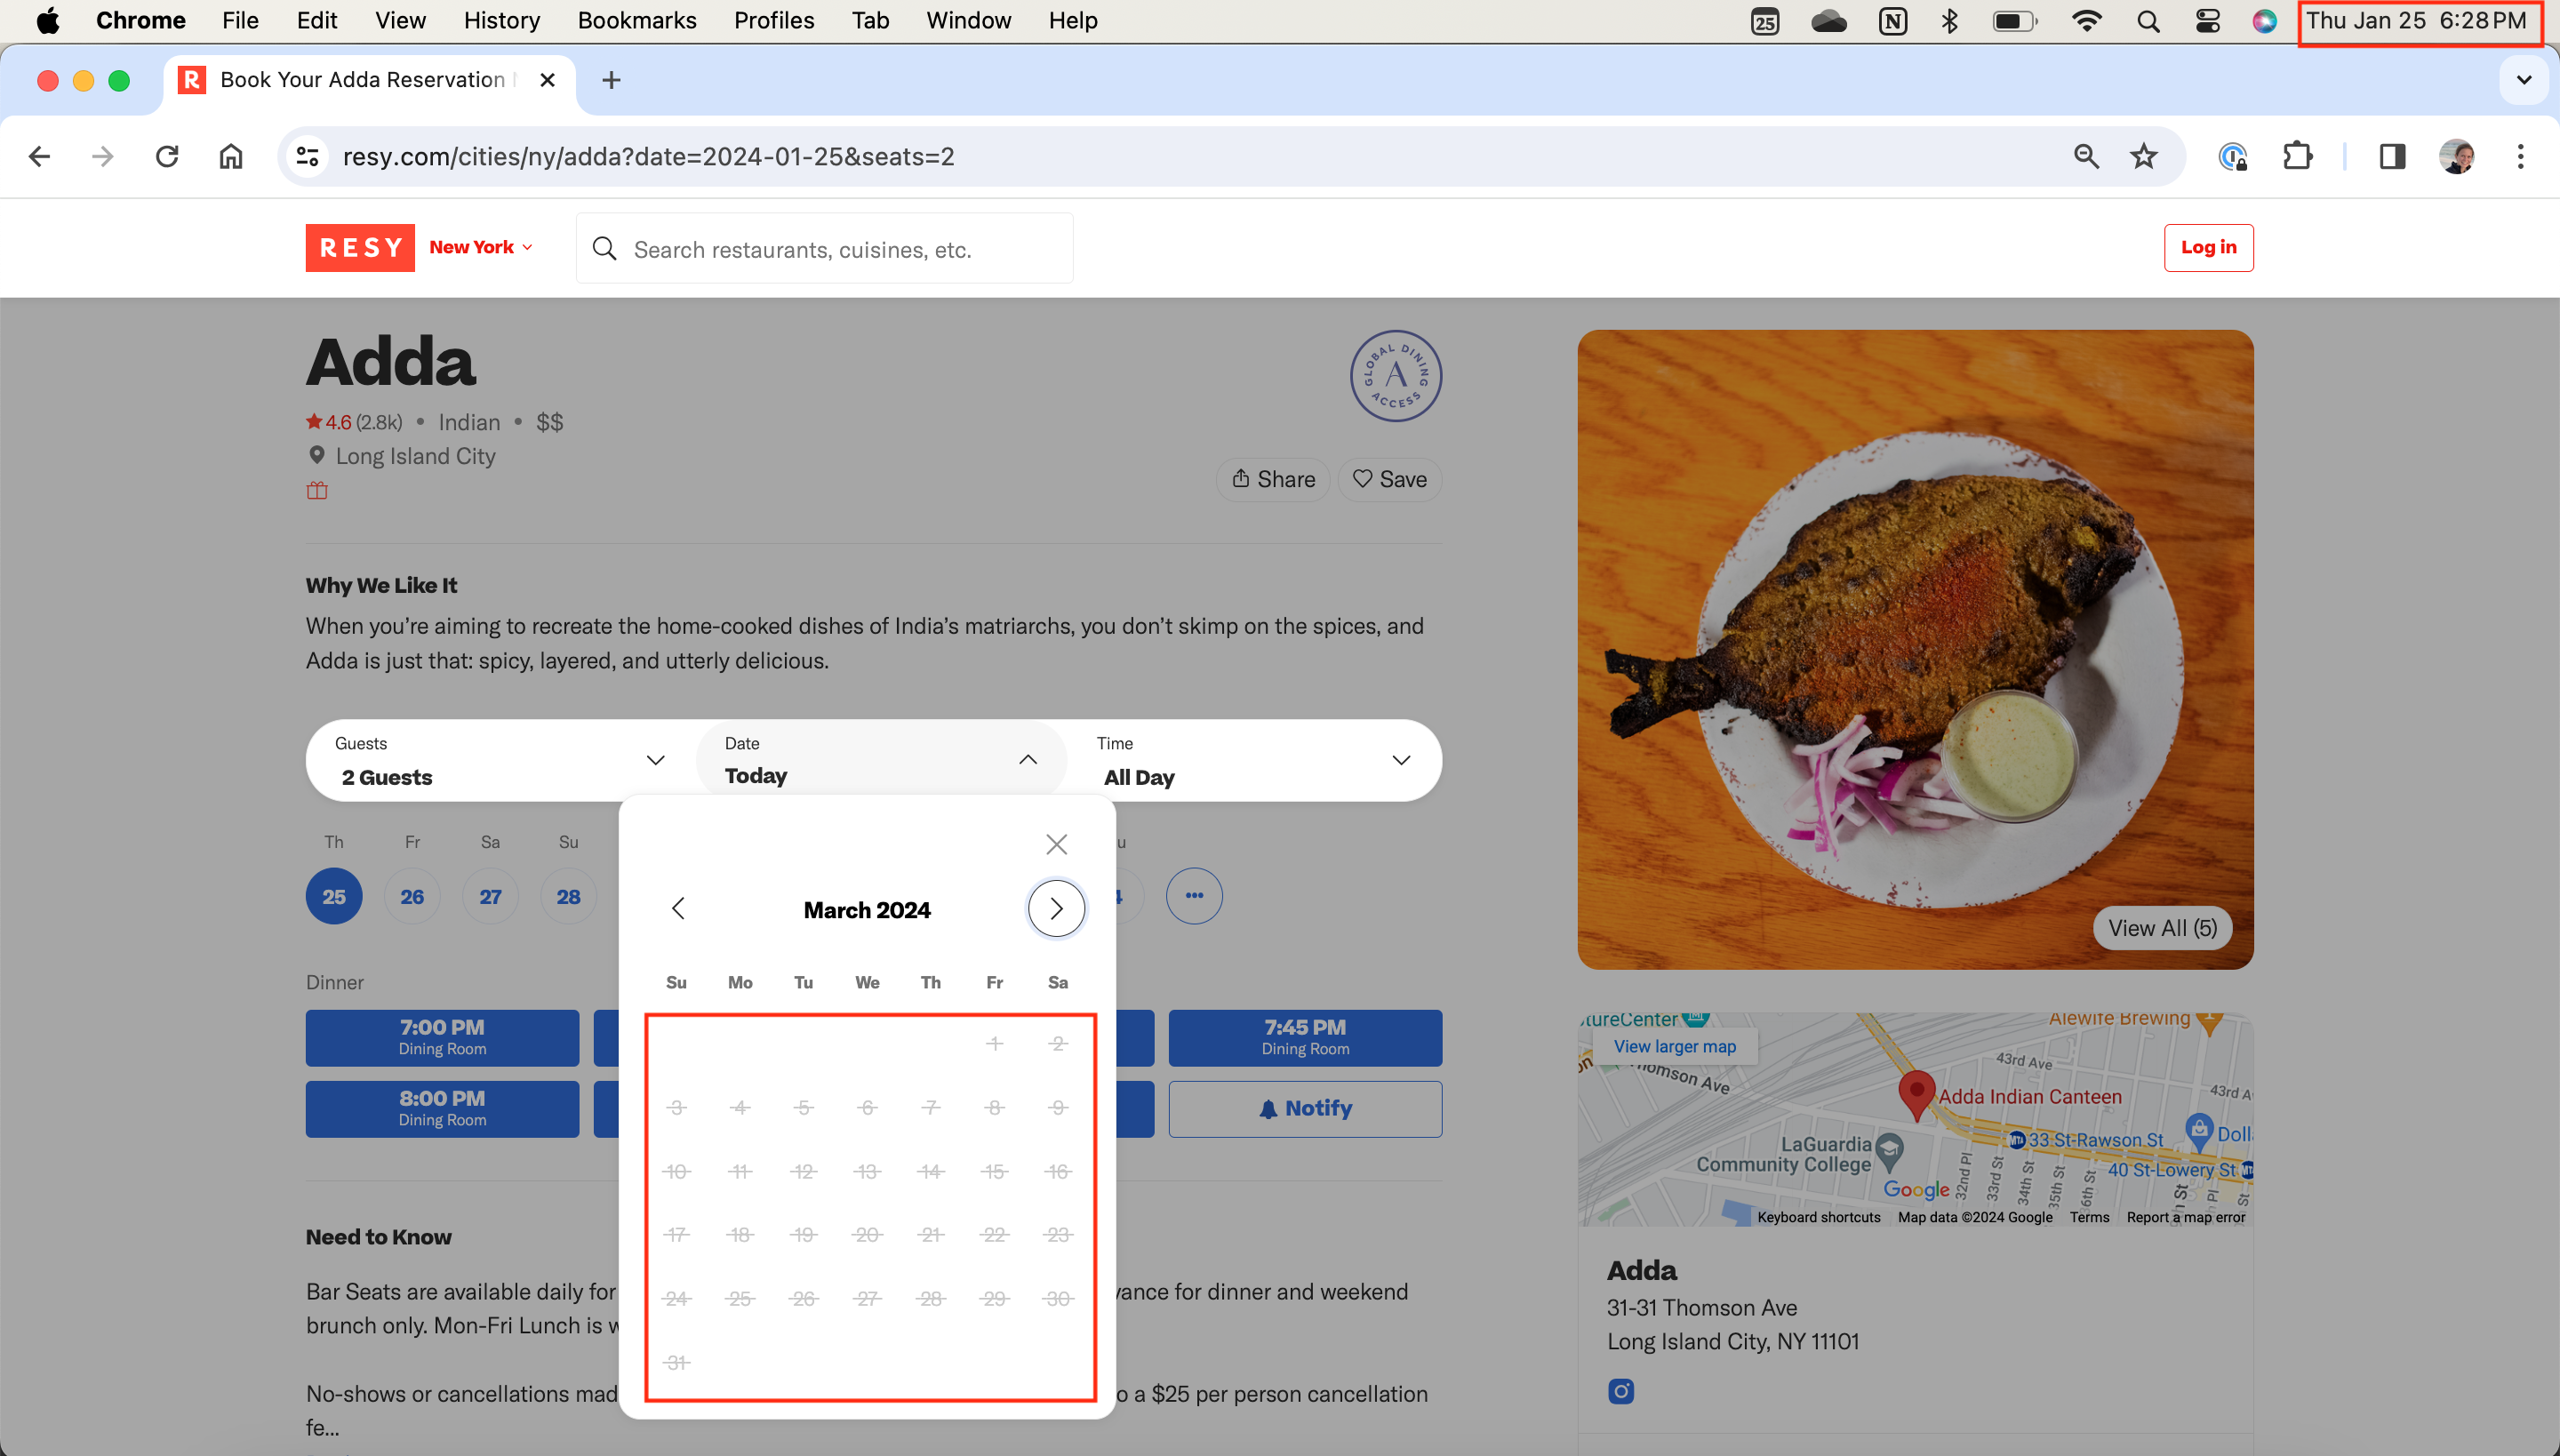 Chrome File Edit View History Bookmarks Profiles Tab Window Help 25 N Thu Jan 25 6:28 PM
R Book Your Adda Reservation
resy.com/cities/ny/adda?date=2024-01-25&seats=2
RESY New York Search restaurants, cuisines, etc. Log in
Adda
4.6 (2.8k) • Indian • $$
Long Island City
GLOBAL DINING ACCESS A
Share Save
Why We Like It
When you’re aiming to recreate the home-cooked dishes of India’s matriarchs, you don’t skimp on the spices, and
Adda is just that: spicy, layered, and utterly delicious.
Guests Date Time
2 Guests Today All Day
Th Fr Sa Su
25 26 27 28
March 2024
Su Mo Tu We Th Fr Sa
1 2
3 4 5 6 7 8 9
10 11 12 13 14 15 16
17 18 19 20 21 22 23
24 25 26 27 28 29 30
31
Dinner
7:00 PM 7:45 PM
Dining Room Dining Room
8:00 PM Notify
Dining Room
Need to Know
Bar Seats are available daily for vance for dinner and weekend
brunch only. Mon-Fri Lunch is w
No-shows or cancellations mad o a $25 per person cancellation
fe...
View All (5)
tureCenter Alewife Brewing
View larger map
43rd Ave
Thomson Ave
43rd A
Adda Indian Canteen
LaGuardia
Community College
MTA 33 St-Rawson St
Doll
40 St-Lowery St
32nd Pl 33rd St 34th St 35th St 36th St
Google
Keyboard shortcuts Map data ©2024 Google Terms Report a map error
Adda
31-31 Thomson Ave
Long Island City, NY 11101